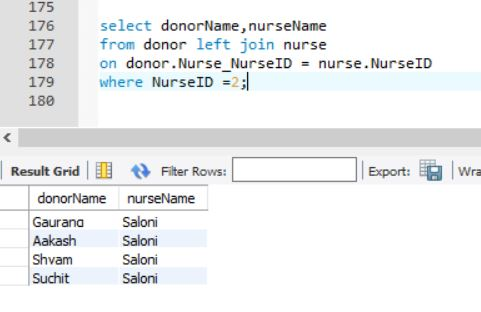 175
176 select donorName,nurseName
177 from donor left join nurse
178 on donor.Nurse_NurseID = nurse.NurseID
179 where NurseID =2;
180
<
Result Grid Filter Rows: Export: Wra
donorName nurseName
Gaurang Saloni
Aakash Saloni
Shvam Saloni
Suchit Saloni